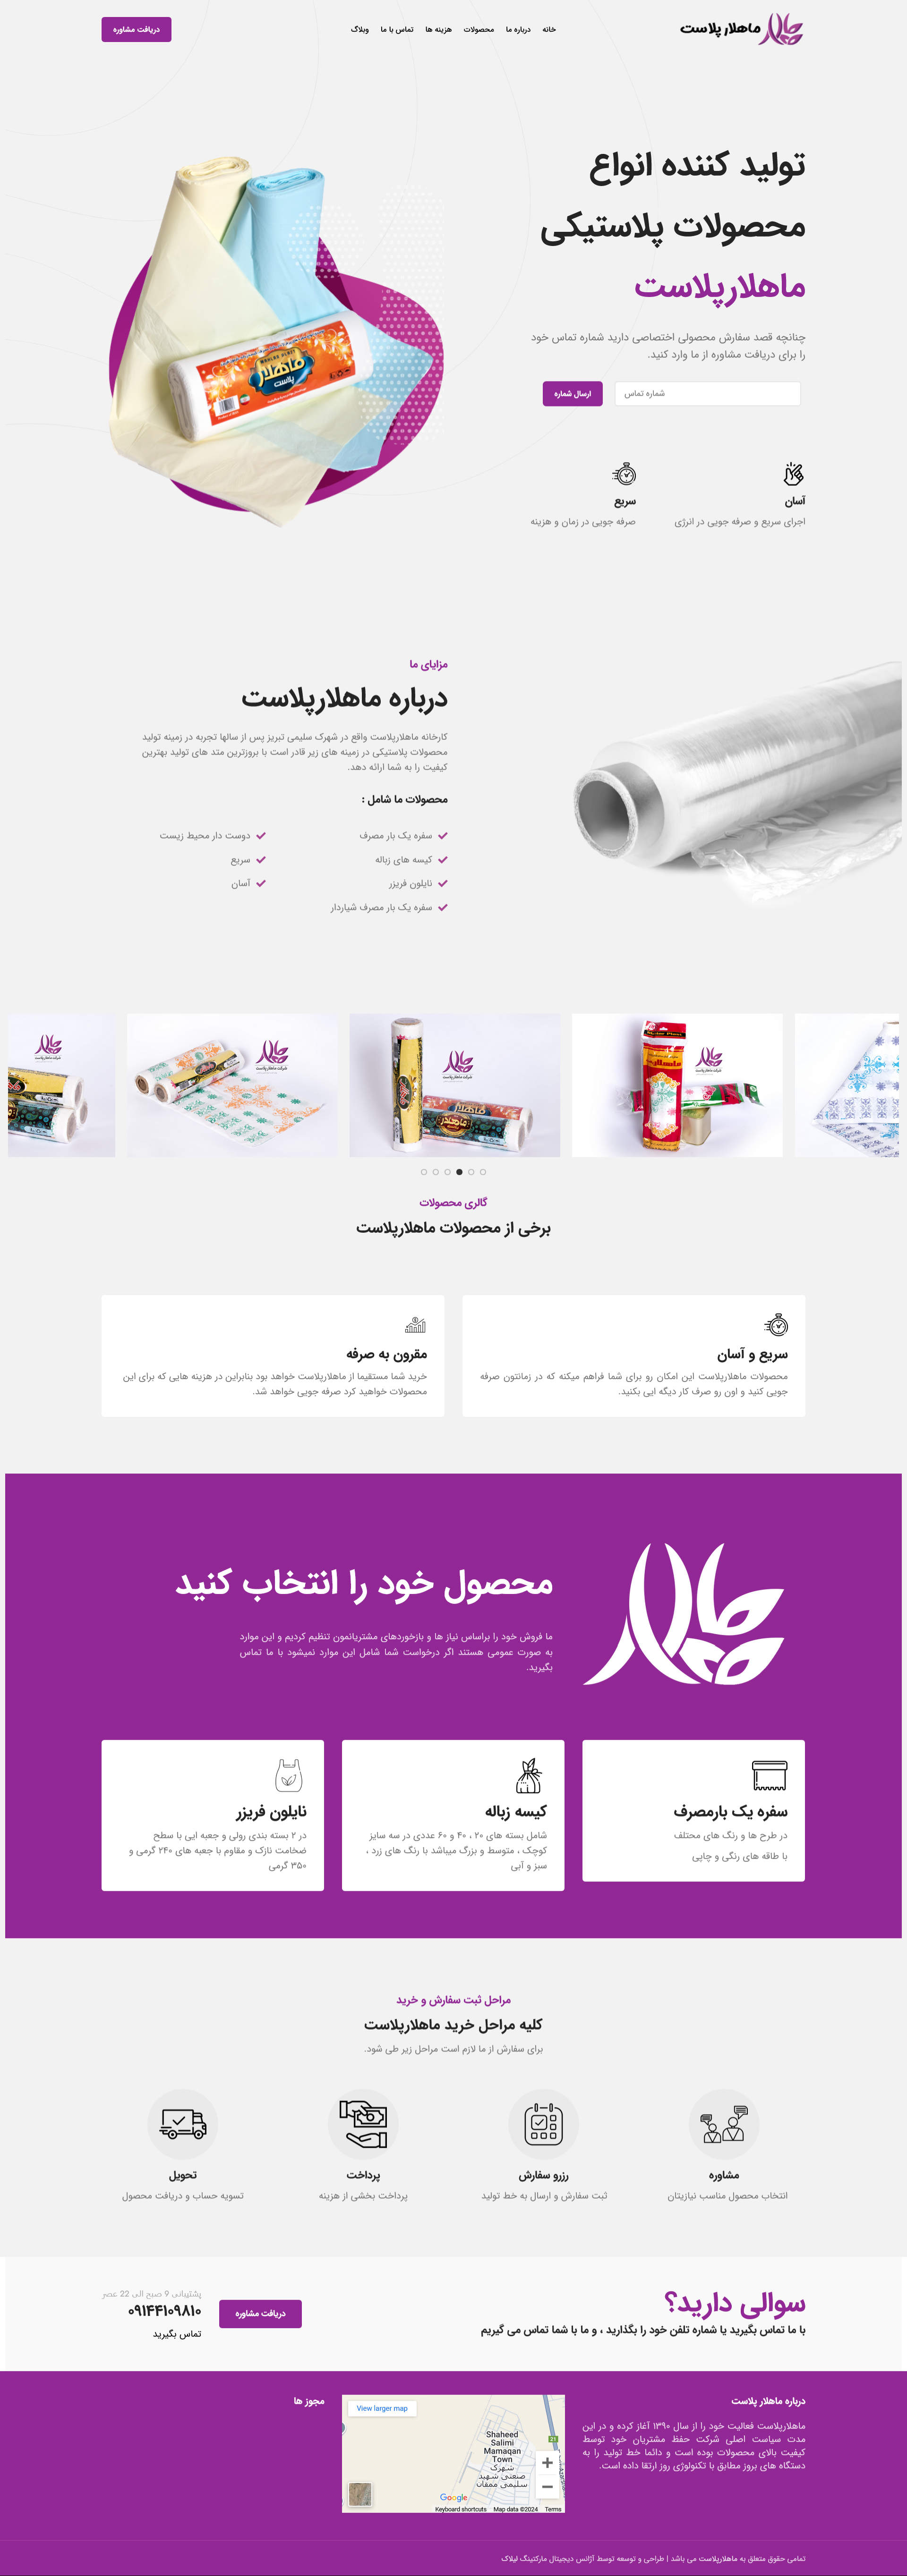 ماهلار پلاست
خانه
درباره ما
محصولات
هزینه ها
تماس با ما
وبلاگ
دریافت مشاوره
تولید کننده انواع
محصولات پلاستیکی
ماهلارپلاست
چنانچه قصد سفارش محصولی اختصاصی دارید شماره تماس خود
را برای دریافت مشاوره از ما وارد کنید.
شماره تماس
ارسال شماره
آسان
اجرای سریع و صرفه جویی در انرژی
سریع
صرفه جویی در زمان و هزینه
ماهلار
پلاست
مزایای ما
درباره ماهلارپلاست
کارخانه ماهلارپلاست واقع در شهرک سلیمی تبریز پس از سالها تجربه در زمینه تولید
محصولات پلاستیکی در زمینه های زیر قادر است با بروزترین متد های تولید بهترین
کیفیت را به شما ارائه دهد.
محصولات ما شامل :
سفره یک بار مصرف
کیسه های زباله
نایلون فریزر
سفره یک بار مصرف شیاردار
دوست دار محیط زیست
سریع
آسان
شرکت ماهلارپلاست
شرکت ماهلارپلاست
شرکت ماهلارپلاست
شرکت ماهلارپلاست
گالری محصولات
برخی از محصولات ماهلارپلاست
سریع و آسان
محصولات ماهلارپلاست این امکان رو برای شما فراهم میکنه که در زمانتون صرفه
جویی کنید و اون رو صرف کار دیگه ایی بکنید.
مقرون به صرفه
خرید شما مستقیما از ماهلارپلاست خواهد بود بنابراین در هزینه هایی که برای این
محصولات خواهید کرد صرفه جویی خواهد شد.
محصول خود را انتخاب کنید
ما فروش خود را براساس نیاز ها و بازخوردهای مشتریانمون تنظیم کردیم و این موارد
به صورت عمومی هستند اگر درخواست شما شامل این موارد نمیشود با ما تماس
بگیرید.
سفره یک بارمصرف
در طرح ها و رنگ های محتلف
با طاقه های رنگی و چاپی
کیسه زباله
شامل بسته های ۲۰ ، ۴۰ و ۶۰ عددی در سه سایز
کوچک ، متوسط و بزرگ میباشد با رنگ های زرد ،
سبز و آبی
نایلون فریزر
در ۲ بسته بندی رولی و جعبه ایی با سطح
ضخامت نازک و مقاوم با جعبه های ۲۴۰ گرمی و
۳۵۰ گرمی
مراحل ثبت سفارش و خرید
کلیه مراحل خرید ماهلارپلاست
برای سفارش از ما لازم است مراحل زیر طی شود.
مشاوره
انتخاب محصول مناسب نیازیتان
رزرو سفارش
ثبت سفارش و ارسال به خط تولید
پرداخت
پرداخت بخشی از هزینه
تحویل
تسویه حساب و دریافت محصول
سوالی دارید؟
با ما تماس بگیرید یا شماره تلفن خود را بگذارید ، و ما با شما تماس می گیریم
دریافت مشاوره
پشتیبانی 9 صبح الی 22 عصر
۰۹۱۴۴۱۰۹۸۱۰
تماس بگیرید
درباره ماهلار پلاست
ماهلارپلاست فعالیت خود را از سال ۱۳۹۰ آغاز کرده و در این
مدت سیاست اصلی شرکت حفظ مشتریان خود توسط
کیفیت بالای محصولات بوده است و دائما خط تولید را به
دستگاه های بروز مطابق با تکنولوژی روز ارتقا داده است.
View larger map
Shaheed
Salimi
Mamaqan
Town
شهرک
صنعتی شهید
سلیمی ممقان
21
Google
Keyboard shortcuts
Map data ©2024
Terms
مجوز ها
تمامی حقوق متعلق به ماهلارپلاست می باشد | طراحی و توسعه توسط آژانس دیجیتال مارکتینگ لیلاک